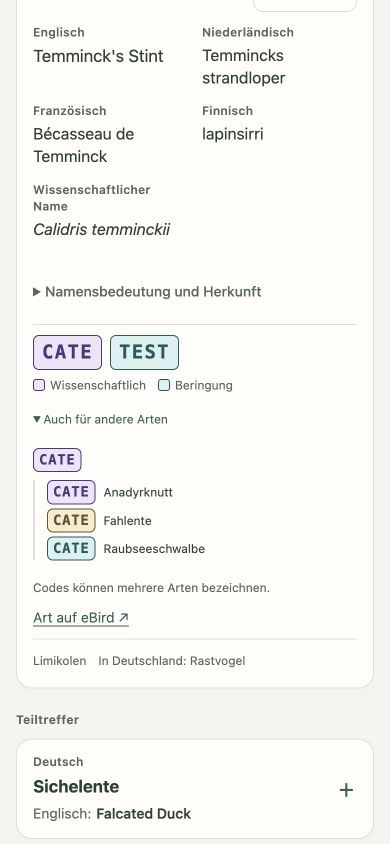 Englisch
Temminck's Stint
Niederländisch
Temmincks
strandloper
Französisch
Bécasseau de
Temminck
Finnisch
lapinsirri
Wissenschaftlicher
Name
Calidris temminckii
▶ Namensbedeutung und Herkunft
CATE TEST
Wissenschaftlich Beringung
▼ Auch für andere Arten
CATE
CATE Anadyrknutt
CATE Fahlente
CATE Raubseeschwalbe
Codes können mehrere Arten bezeichnen.
Art auf eBird ↗
Limikolen In Deutschland: Rastvogel
Teiltreffer
Deutsch
Sichelente
+
Englisch: Falcated Duck